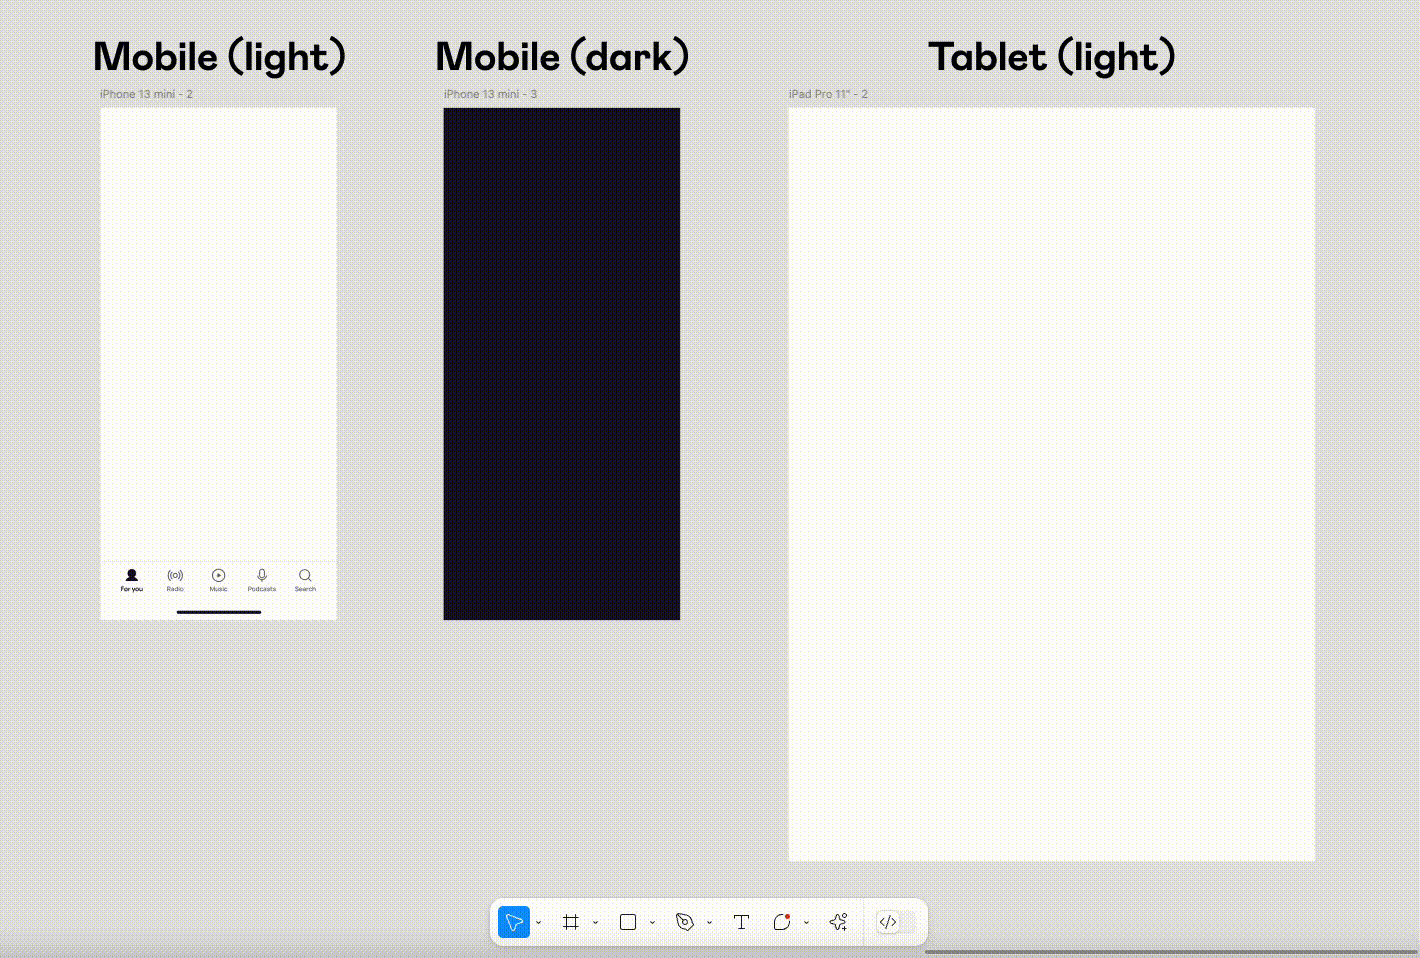 Mobile (light)
Mobile (dark)
Tablet (light)
iPhone 13 mini - 2
iPhone 13 mini - 3
iPad Pro 11" - 2
For you
Radio
Music
Podcasts
Search